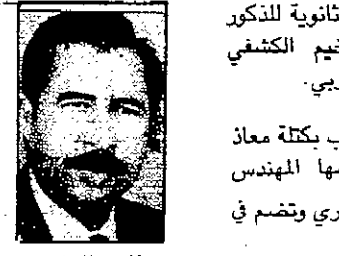 ثانوية للذكور
خيم الكشفي
ربي.
ب بكتلة معاذ
سها المهندس
ري وتضم في